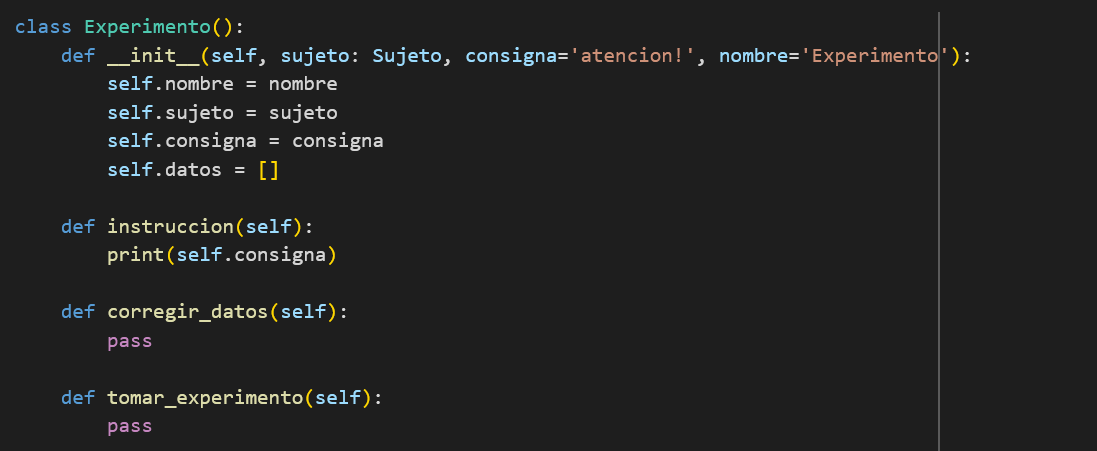 class Experimento():
    def __init__(self, sujeto: Sujeto, consigna='atencion!', nombre='Experimento'):
        self.nombre = nombre
        self.sujeto = sujeto
        self.consigna = consigna
        self.datos = []
    def instruccion(self):
        print(self.consigna)
    def corregir_datos(self):
        pass
    def tomar_experimento(self):
        pass